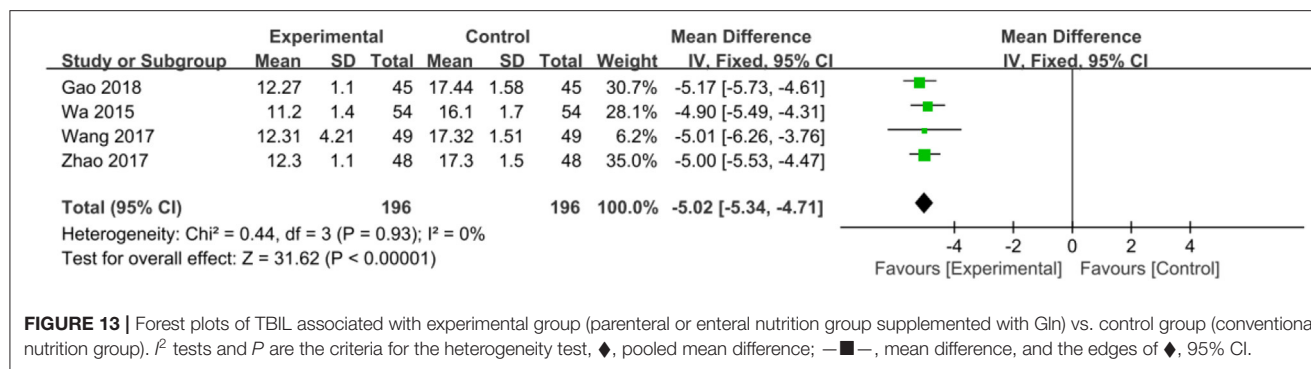 Experimental Control Mean Difference Mean Difference
Study or Subgroup Mean SD Total Mean SD Total Weight IV, Fixed, 95% CI IV, Fixed, 95% CI
Gao 2018 12.27 1.1 45 17.44 1.58 45 30.7% -5.17 [-5.73, -4.61]
Wa 2015 11.2 1.4 54 16.1 1.7 54 28.1% -4.90 [-5.49, -4.31]
Wang 2017 12.31 4.21 49 17.32 1.51 49 6.2% -5.01 [-6.26, -3.76]
Zhao 2017 12.3 1.1 48 17.3 1.5 48 35.0% -5.00 [-5.53, -4.47]
Total (95% CI) 196 196 100.0% -5.02 [-5.34, -4.71]
Heterogeneity: Chi² = 0.44, df = 3 (P = 0.93); I² = 0%
Test for overall effect: Z = 31.62 (P < 0.00001)
-4 -2 0 2 4
Favours [Experimental] Favours [Control]
FIGURE 13 | Forest plots of TBIL associated with experimental group (parenteral or enteral nutrition group supplemented with Gln) vs. control group (conventiona
nutrition group). I² tests and P are the criteria for the heterogeneity test, ♦, pooled mean difference; —■—, mean difference, and the edges of ♦, 95% CI.